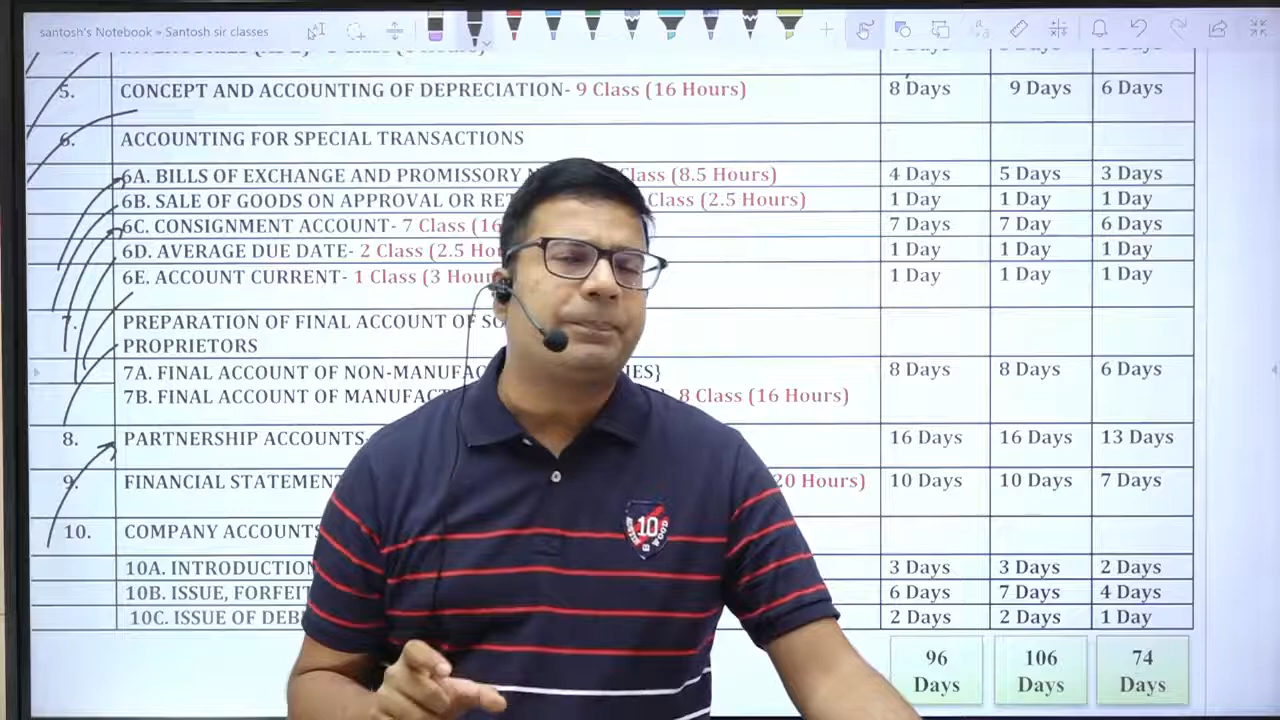 santosh's Notebook » Santosh sir classes
5. CONCEPT AND ACCOUNTING OF DEPRECIATION- 9 Class (16 Hours) 8 Days 9 Days 6 Days
6. ACCOUNTING FOR SPECIAL TRANSACTIONS
6A. BILLS OF EXCHANGE AND PROMISSORY Class (8.5 Hours) 4 Days 5 Days 3 Days
6B. SALE OF GOODS ON APPROVAL OR Class (2.5 Hours) 1 Day 1 Day 1 Day
6C. CONSIGNMENT ACCOUNT- 7 Class (16 7 Days 7 Day 6 Days
6D. AVERAGE DUE DATE- 2 Class (2.5 1 Day 1 Day 1 Day
6E. ACCOUNT CURRENT- 1 Class (3 1 Day 1 Day 1 Day
7. PREPARATION OF FINAL ACCOUNT OF
PROPRIETORS
7A. FINAL ACCOUNT OF 8 Days 8 Days 6 Days
7B. FINAL ACCOUNT OF 8 Class (16 Hours)
8. PARTNERSHIP ACCOUNTS- 16 Days 16 Days 13 Days
9. FINANCIAL STATEMENT 20 Hours) 10 Days 10 Days 7 Days
10. COMPANY ACCOUNTS
10A. INTRODUCTION 3 Days 3 Days 2 Days
10B. ISSUE, 6 Days 7 Days 4 Days
10C. ISSUE OF 2 Days 2 Days 1 Day
96 106 74
Days Days Days
10